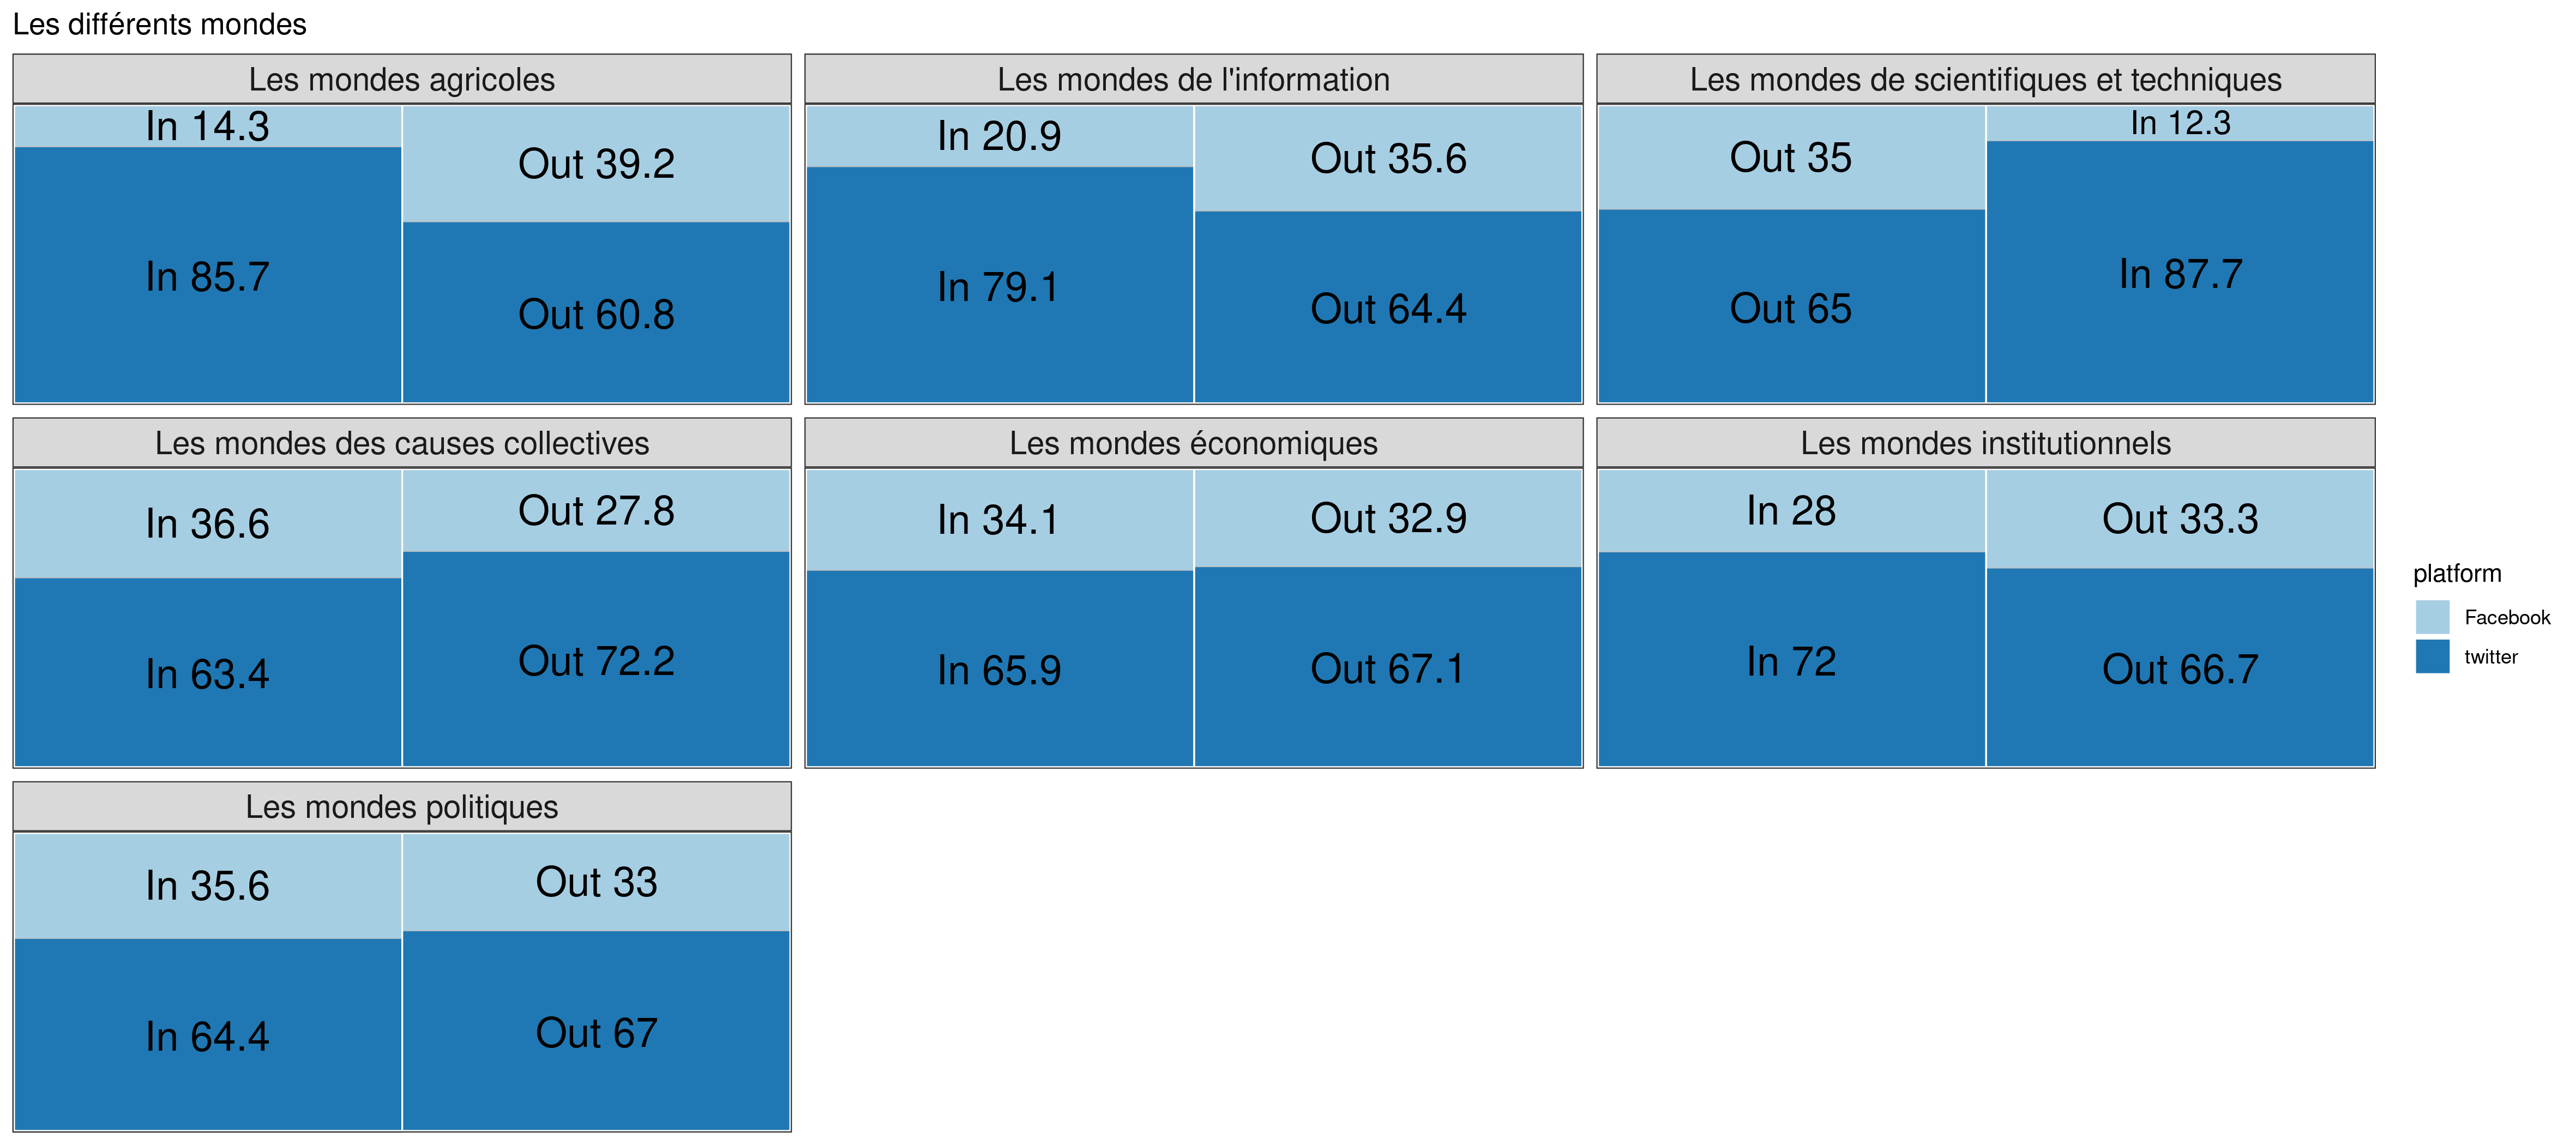 Les différents mondes
Les mondes agricoles
In 14.3
Out 39.2
In 85.7
Out 60.8
Les mondes de l'information
In 20.9
Out 35.6
In 79.1
Out 64.4
Les mondes de scientifiques et techniques
Out 35
In 12.3
Out 65
In 87.7
Les mondes des causes collectives
In 36.6
Out 27.8
In 63.4
Out 72.2
Les mondes économiques
In 34.1
Out 32.9
In 65.9
Out 67.1
Les mondes institutionnels
In 28
Out 33.3
In 72
Out 66.7
Les mondes politiques
In 35.6
Out 33
In 64.4
Out 67
platform
Facebook
twitter